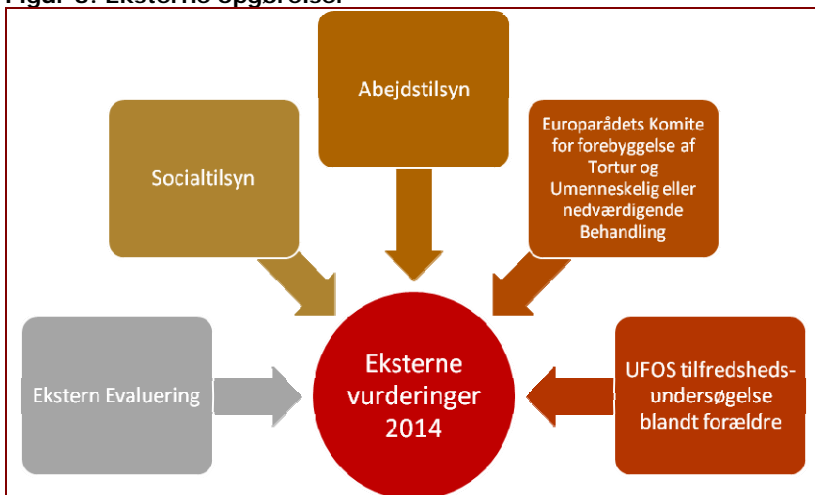 Abejdstilsyn
Socialtilsyn
Europarådets Komite
for forebyggelse af
Tortur og
Umenneskelig eller
nedværdigende
Behandling
Ekstern Evaluering
Eksterne
vurderinger
2014
UFOS tilfredsheds-
undersøgelse
blandt forældre